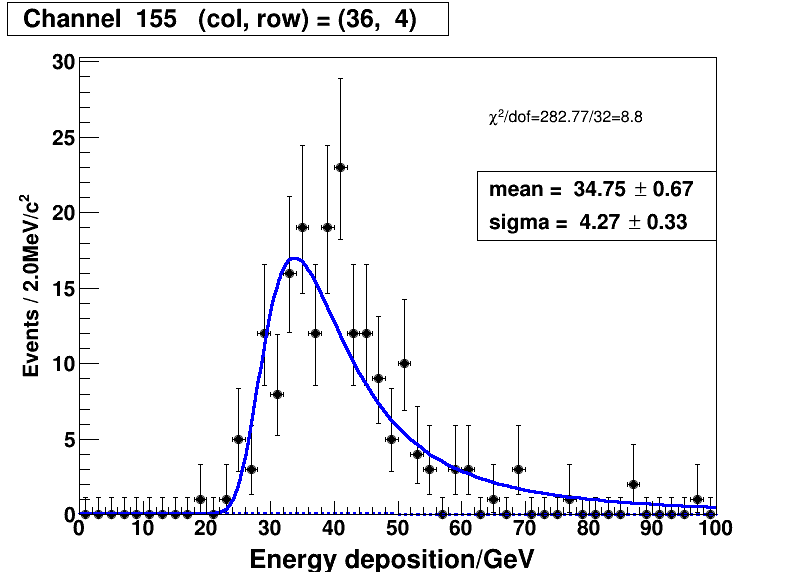 Channel 155 (col, row) = (36, 4)
χ²/dof=282.77/32=8.8
mean = 34.75 ± 0.67
sigma = 4.27 ± 0.33
Events / 2.0MeV/c²
30
25
20
15
10
5
0
0 10 20 30 40 50 60 70 80 90 100
Energy deposition/GeV